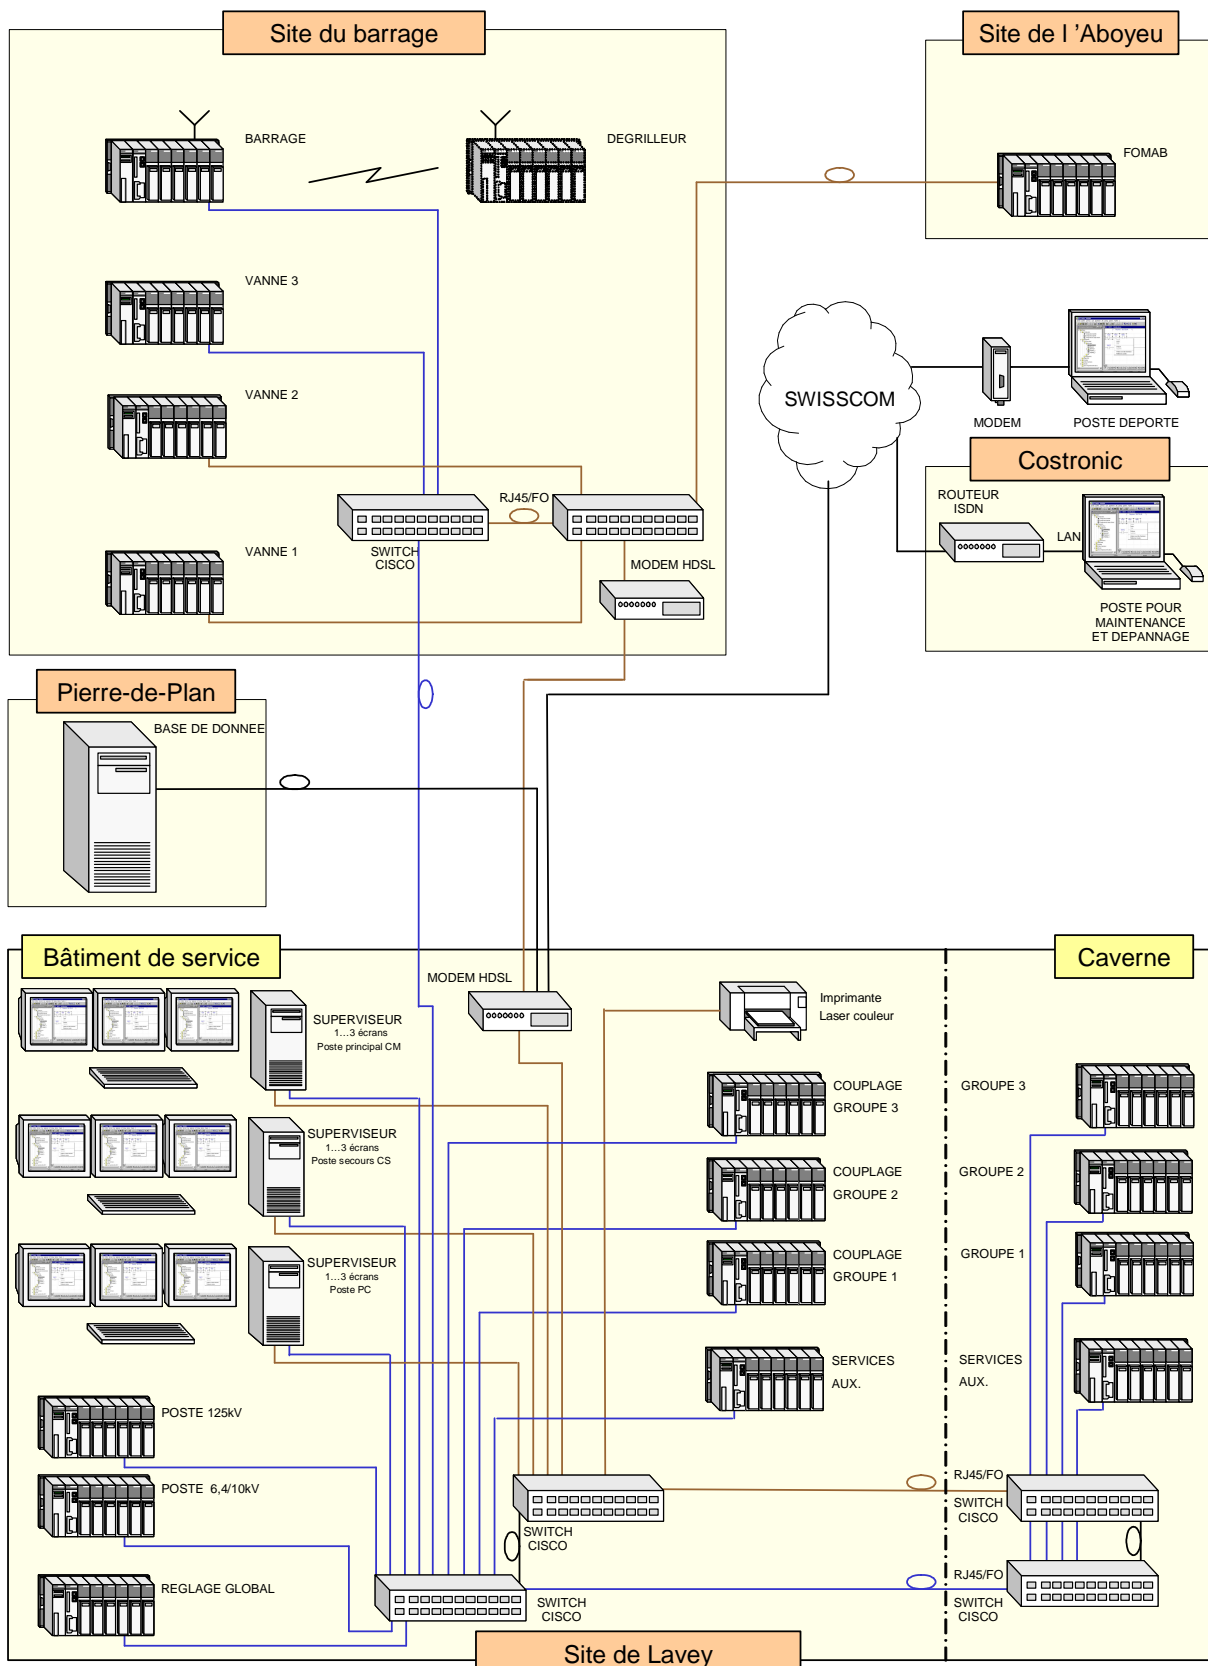 Site du barrage
Site de l 'Aboyeu
BARRAGE
DEGRILLEUR
FOMAB
VANNE 3
VANNE 2
SWISSCOM
MODEM
POSTE DEPORTE
Costronic
ROUTEUR
ISDN
LAN
POSTE POUR
MAINTENANCE
ET DEPANNAGE
RJ45/FO
SWITCH
CISCO
VANNE 1
MODEM HDSL
Pierre-de-Plan
BASE DE DONNEE
Bâtiment de service
Caverne
MODEM HDSL
SUPERVISEUR
1...3 écrans
Poste principal CM
Imprimante
Laser couleur
COUPLAGE
GROUPE 3
GROUPE 3
SUPERVISEUR
1...3 écrans
Poste secours CS
COUPLAGE
GROUPE 2
GROUPE 2
SUPERVISEUR
1...3 écrans
Poste PC
COUPLAGE
GROUPE 1
GROUPE 1
SERVICES
AUX.
SERVICES
AUX.
POSTE 125kV
POSTE 6,4/10kV
REGLAGE GLOBAL
SWITCH
CISCO
RJ45/FO
SWITCH
CISCO
SWITCH
CISCO
RJ45/FO
SWITCH
CISCO
Site de Lavey